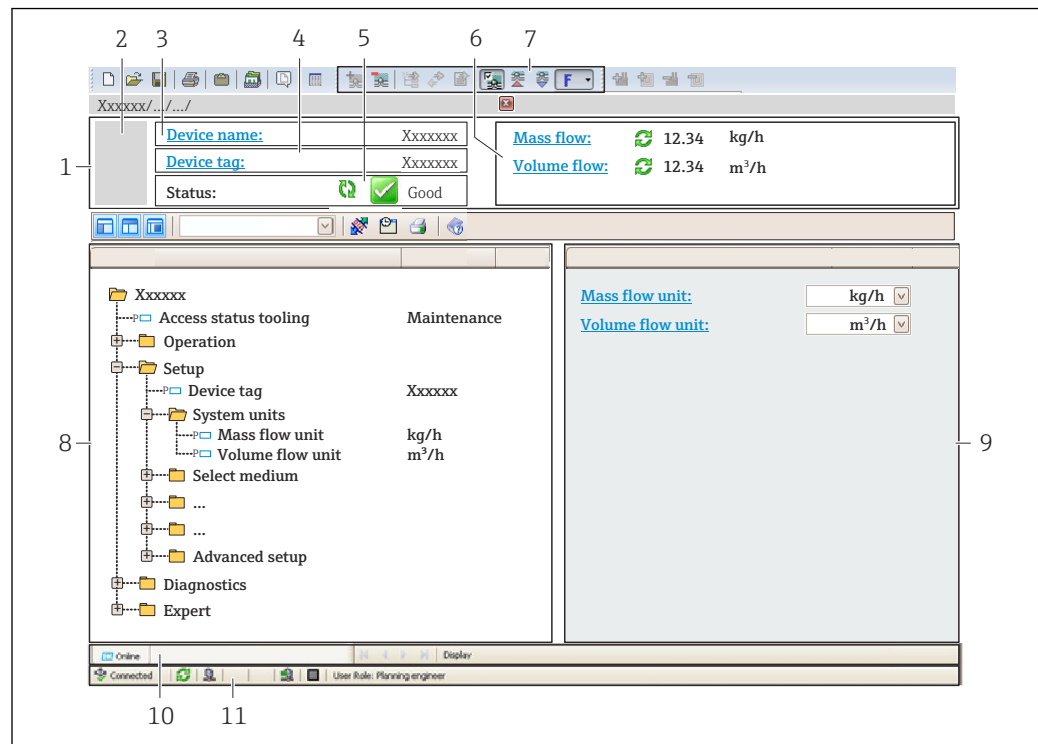 2 3 4 5 6 7
F
Xxxxxx/.../.../
1
Device name: Xxxxxxx
Device tag: Xxxxxxx
Status: Good
Mass flow: 12.34 kg/h
Volume flow: 12.34 m³/h
Xxxxxx
Access status tooling Maintenance
Operation
Setup
P Device tag Xxxxxx
System units
P Mass flow unit kg/h
P Volume flow unit m³/h
Select medium
...
...
Advanced setup
Diagnostics
Expert
8
Mass flow unit: kg/h
Volume flow unit: m³/h
9
Online Display
Connected User Role: Planning engineer
10 11